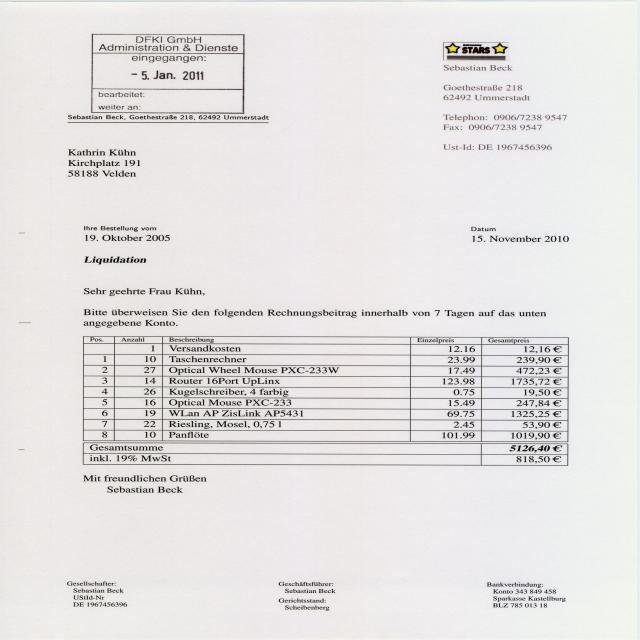 DFKI GmbH
Administration & Dienste
eingegangen:
- 5. Jan. 2011
bearbeitet:
weiter an:
STARS
Sebastian Beck
Goethestraße 218
62492 Ummerstadt
Telephon: 0906/7238 9547
Fax: 0906/7238 9547
Ust-Id: DE 1967456396
Sebastian Beck, Goethestraße 218, 62492 Ummerstadt
Kathrin Kühn
Kirchplatz 191
58188 Velden
Ihre Bestellung vom
19. Oktober 2005
Datum
15. November 2010
Liquidation
Sehr geehrte Frau Kühn,
Bitte überweisen Sie den folgenden Rechnungsbeitrag innerhalb von 7 Tagen auf das unten
angegebene Konto.
Pos. Anzahl Beschreibung Einzelpreis Gesamtpreis
1 Versandkosten 12.16 12,16 €
1 10 Taschenrechner 23.99 239,90 €
2 27 Optical Wheel Mouse PXC-233W 17.49 472,23 €
3 14 Router 16Port UpLinx 123.98 1735,72 €
4 26 Kugelschreiber, 4 farbig 0.75 19,50 €
5 16 Optical Mouse PXC-233 15.49 247,84 €
6 19 WLan AP ZisLink AP5431 69.75 1325,25 €
7 22 Riesling, Mosel, 0,75 l 2.45 53,90 €
8 10 Panflöte 101.99 1019,90 €
Gesamtsumme 5126,40 €
inkl. 19% MwSt 818,50 €
Mit freundlichen Grüßen
Sebastian Beck
Gesellschafter:
Sebastian Beck
UStId-Nr
DE 1967456396
Geschäftsführer:
Sebastian Beck
Gerichtsstand:
Scheibenberg
Bankverbindung:
Konto 343 849 458
Sparkasse Kastellburg
BLZ 785 013 18